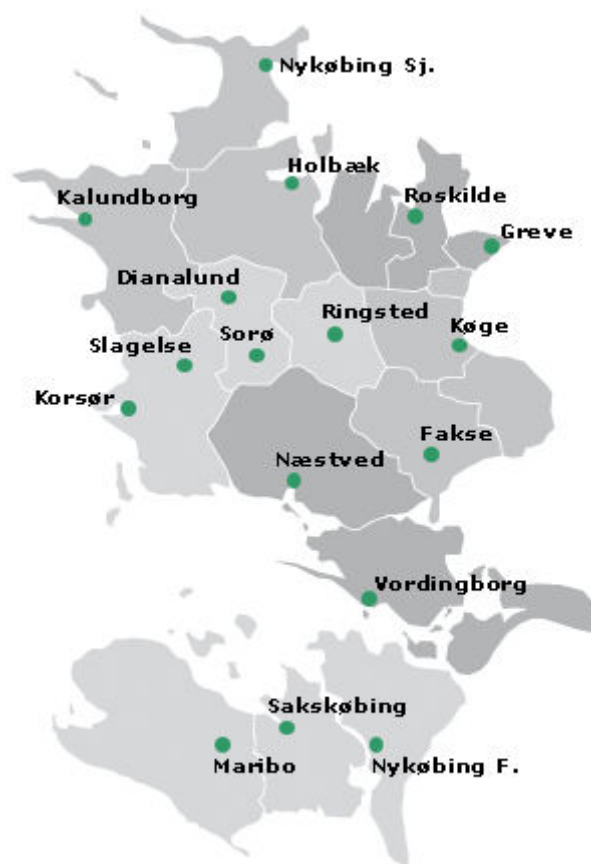 Nykøbing Sj.
Holbæk
Kalundborg
Roskilde
Greve
Dianalund
Ringsted
Sorø
Køge
Slagelse
Korsør
Fakse
Næstved
Vordingborg
Sakskøbing
Maribo
Nykøbing F.